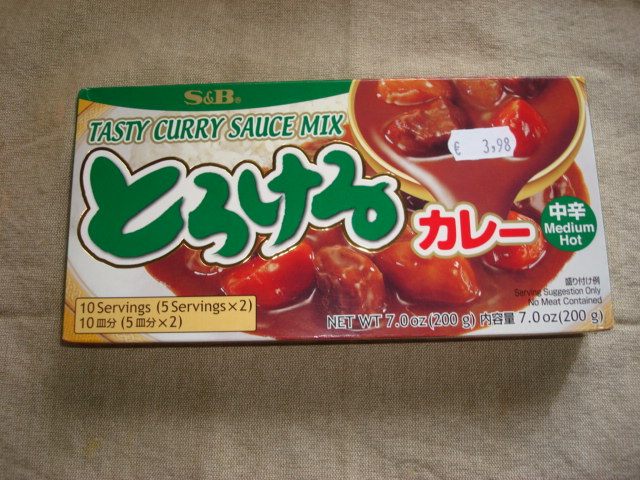 S&B®
TASTY CURRY SAUCE MIX
€ 3,98
とろける
カレー
中辛
Medium
Hot
盛り付け例
Serving Suggestion Only
No Meat Contained
10 Servings (5 Servings×2)
10皿分 (5皿分×2)
NET WT 7.0 oz (200 g) 内容量 7.0 oz (200 g)